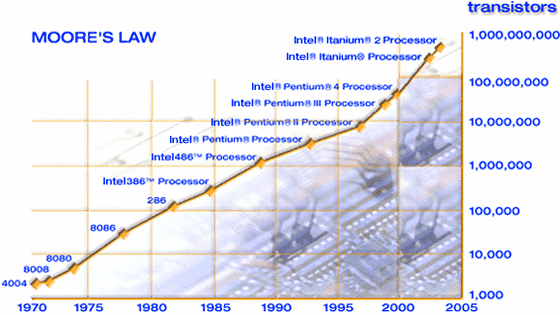 transistors
MOORE'S LAW
Intel® Itanium® 2 Processor
1,000,000,000
Intel® Itanium® Processor
Intel® Pentium® 4 Processor
100,000,000
Intel® Pentium® III Processor
Intel® Pentium® II Processor
10,000,000
Intel® Pentium® Processor
Intel486™ Processor
1,000,000
Intel386™ Processor
286
100,000
8086
8080
10,000
8008
4004
1,000
1970 1975 1980 1985 1990 1995 2000 2005